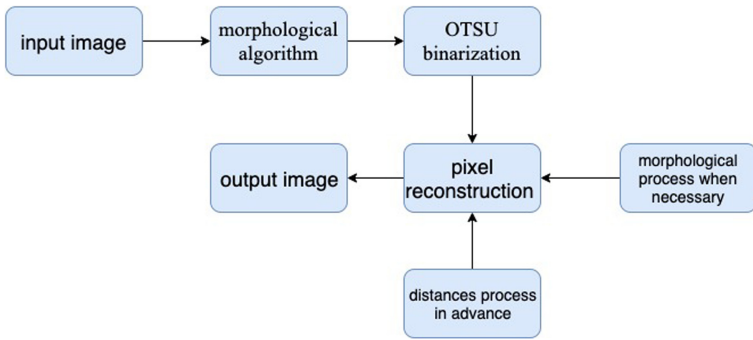 input image
morphological
algorithm
OTSU
binarization
output image
pixel
reconstruction
morphological
process when
necessary
distances process
in advance